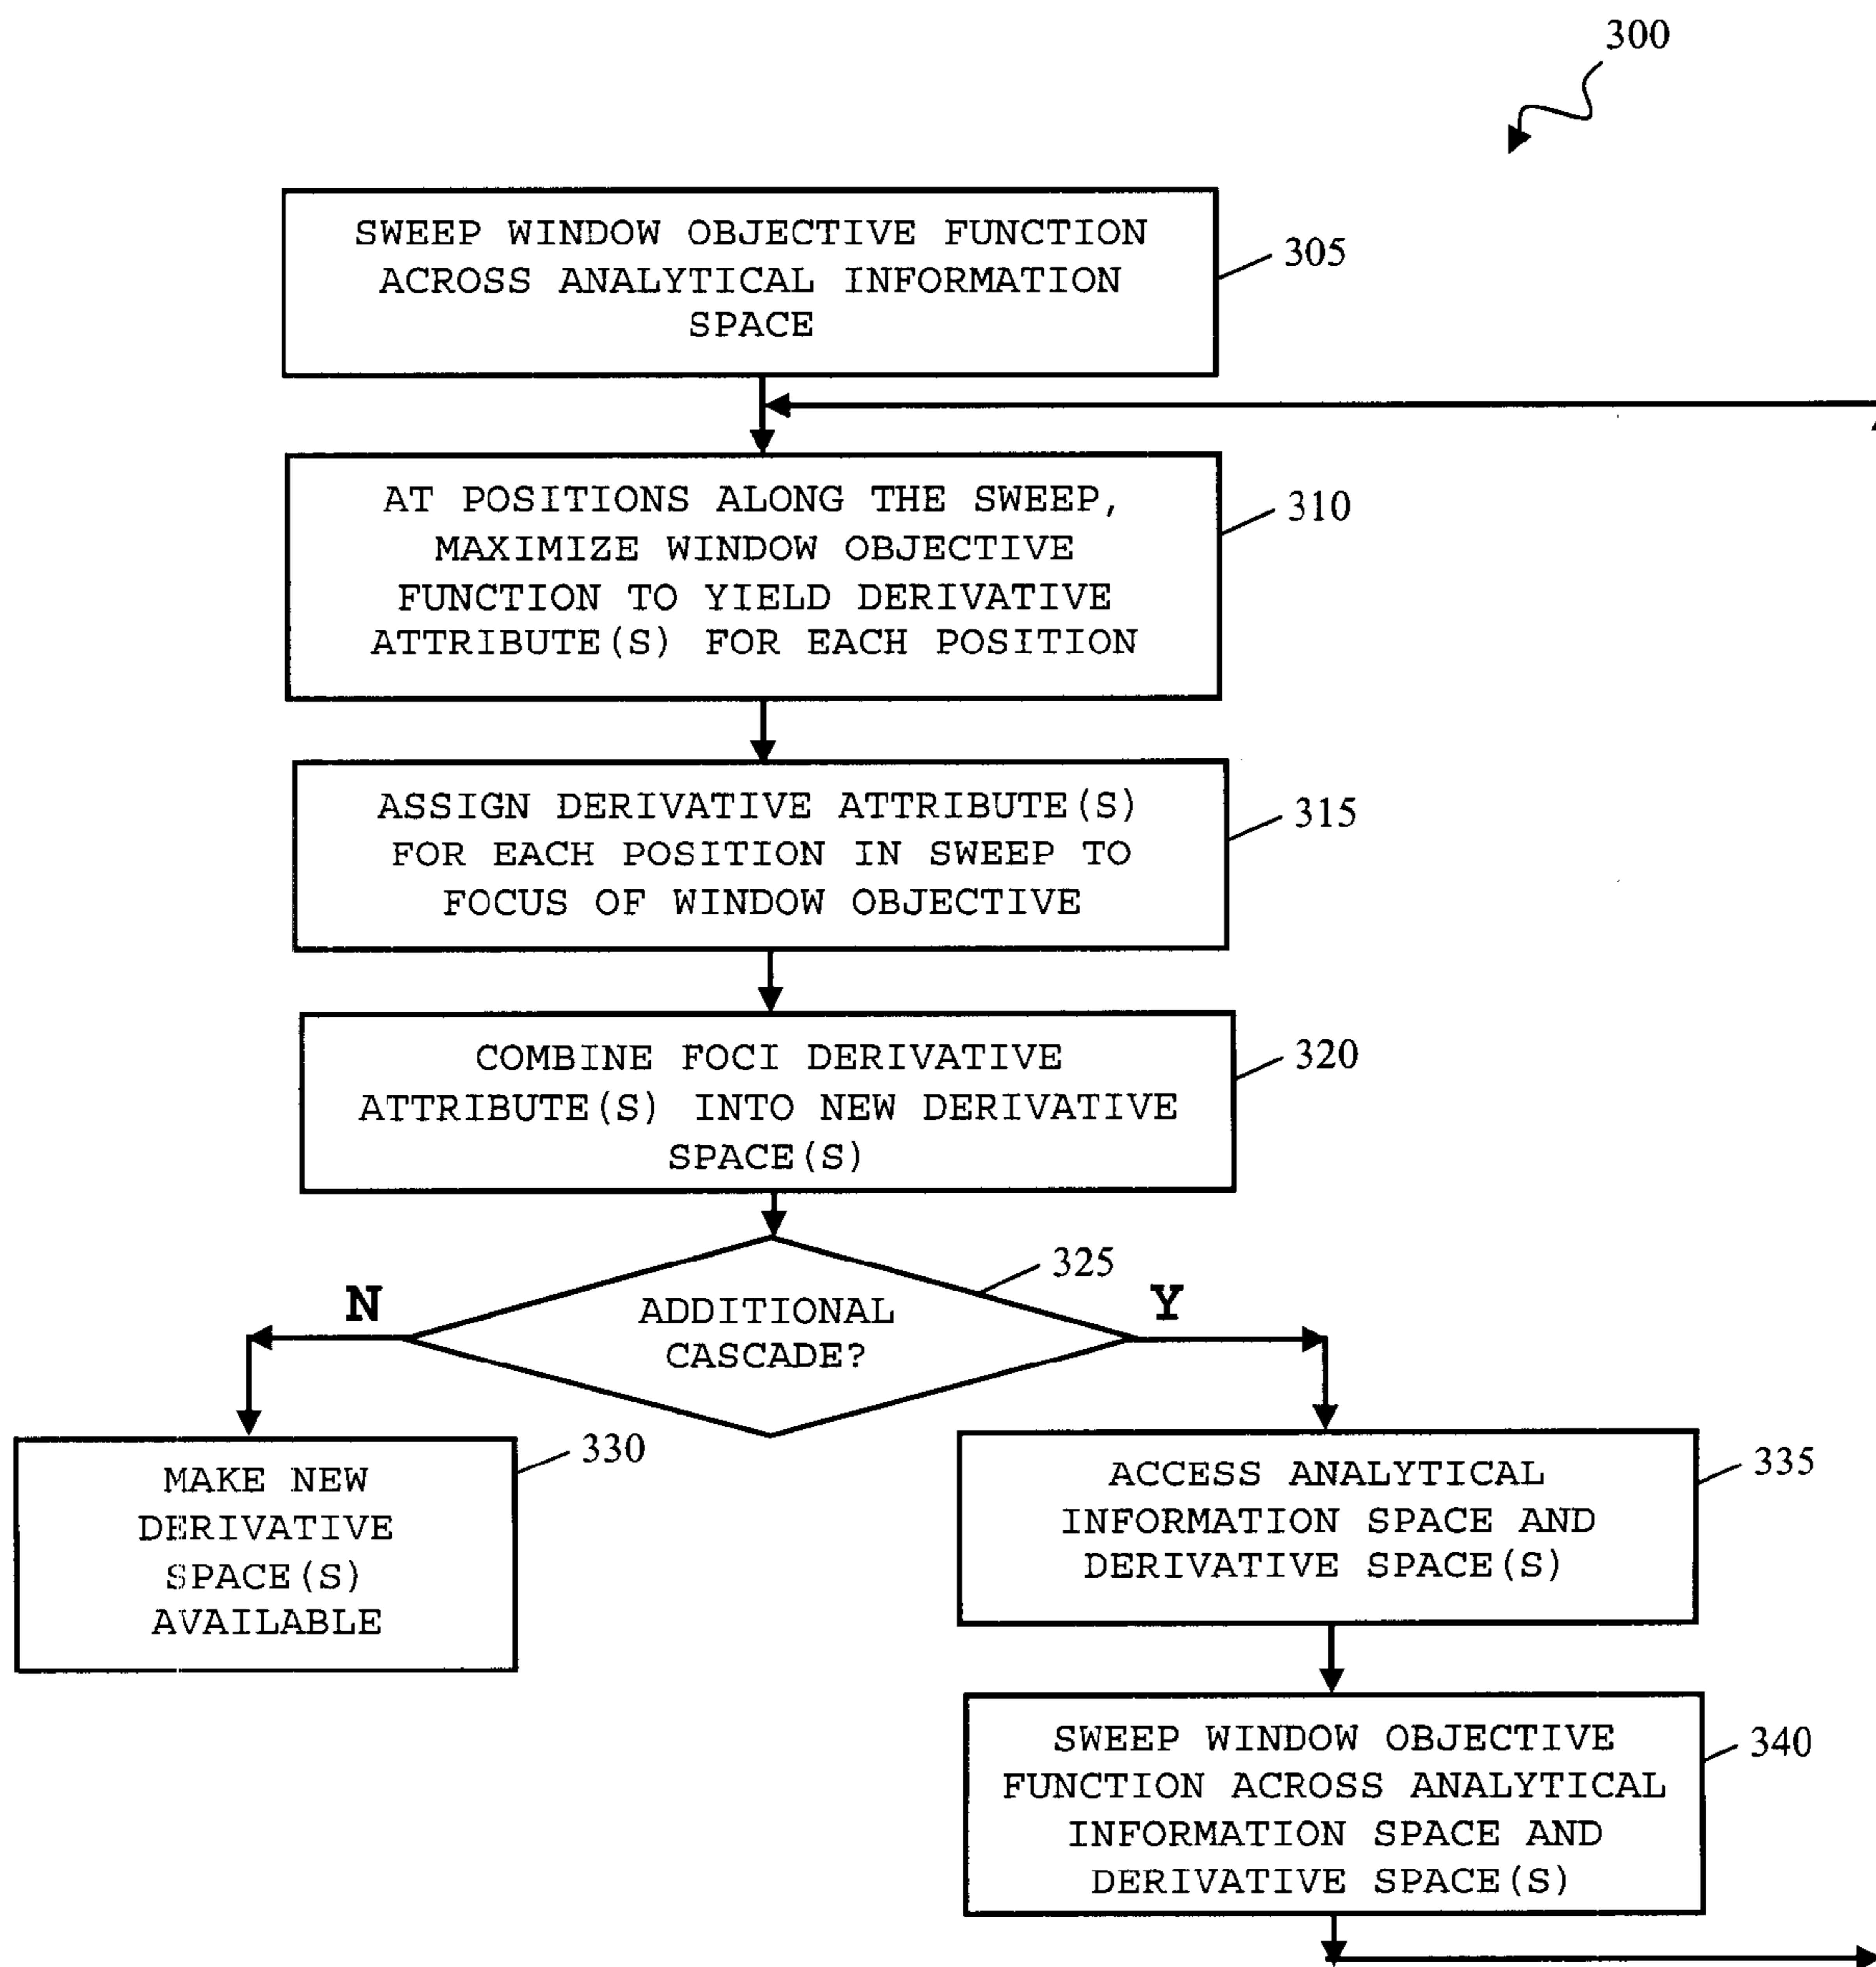 300
SWEEP WINDOW OBJECTIVE FUNCTION
ACROSS ANALYTICAL INFORMATION
SPACE
305
AT POSITIONS ALONG THE SWEEP,
MAXIMIZE WINDOW OBJECTIVE
FUNCTION TO YIELD DERIVATIVE
ATTRIBUTE(S) FOR EACH POSITION
310
ASSIGN DERIVATIVE ATTRIBUTE(S)
FOR EACH POSITION IN SWEEP TO
FOCUS OF WINDOW OBJECTIVE
315
COMBINE FOCI DERIVATIVE
ATTRIBUTE(S) INTO NEW DERIVATIVE
SPACE(S)
320
ADDITIONAL
CASCADE?
325
N
Y
MAKE NEW
DERIVATIVE
SPACE(S)
AVAILABLE
330
ACCESS ANALYTICAL
INFORMATION SPACE AND
DERIVATIVE SPACE(S)
335
SWEEP WINDOW OBJECTIVE
FUNCTION ACROSS ANALYTICAL
INFORMATION SPACE AND
DERIVATIVE SPACE(S)
340